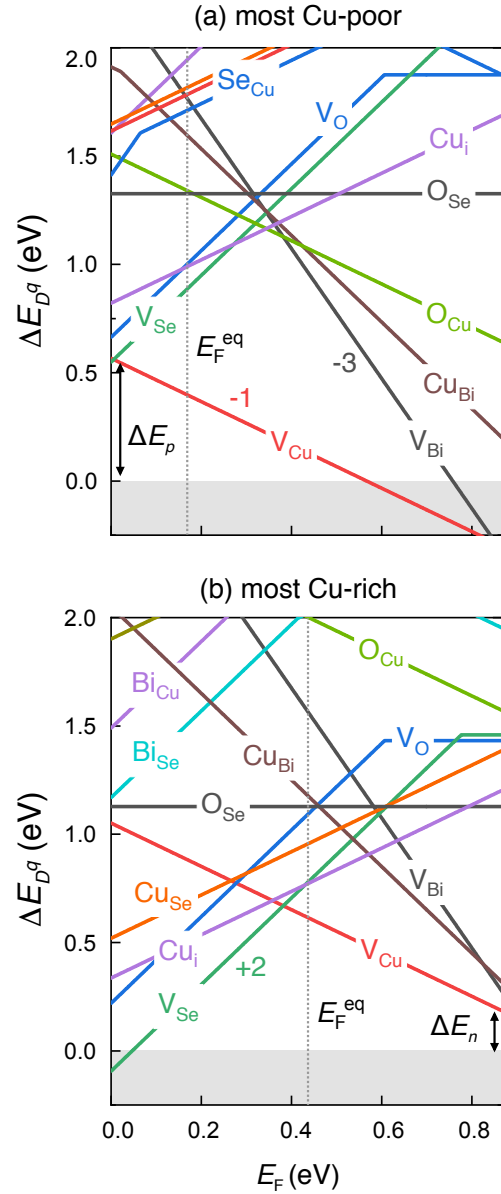 (a) most Cu-poor
2.0
1.5
1.0
0.5
0.0
ΔE_{D^q} (eV)
Se_Cu
V_O
Cu_i
O_Se
O_Cu
V_Se
E_F^eq
-3
Cu_Bi
-1
V_Cu
V_Bi
ΔE_p
(b) most Cu-rich
2.0
1.5
1.0
0.5
0.0
ΔE_{D^q} (eV)
O_Cu
Bi_Cu
Bi_Se
Cu_Bi
V_O
O_Se
V_Bi
Cu_Se
Cu_i
+2
V_Cu
V_Se
E_F^eq
ΔE_n
0.0 0.2 0.4 0.6 0.8
E_F (eV)